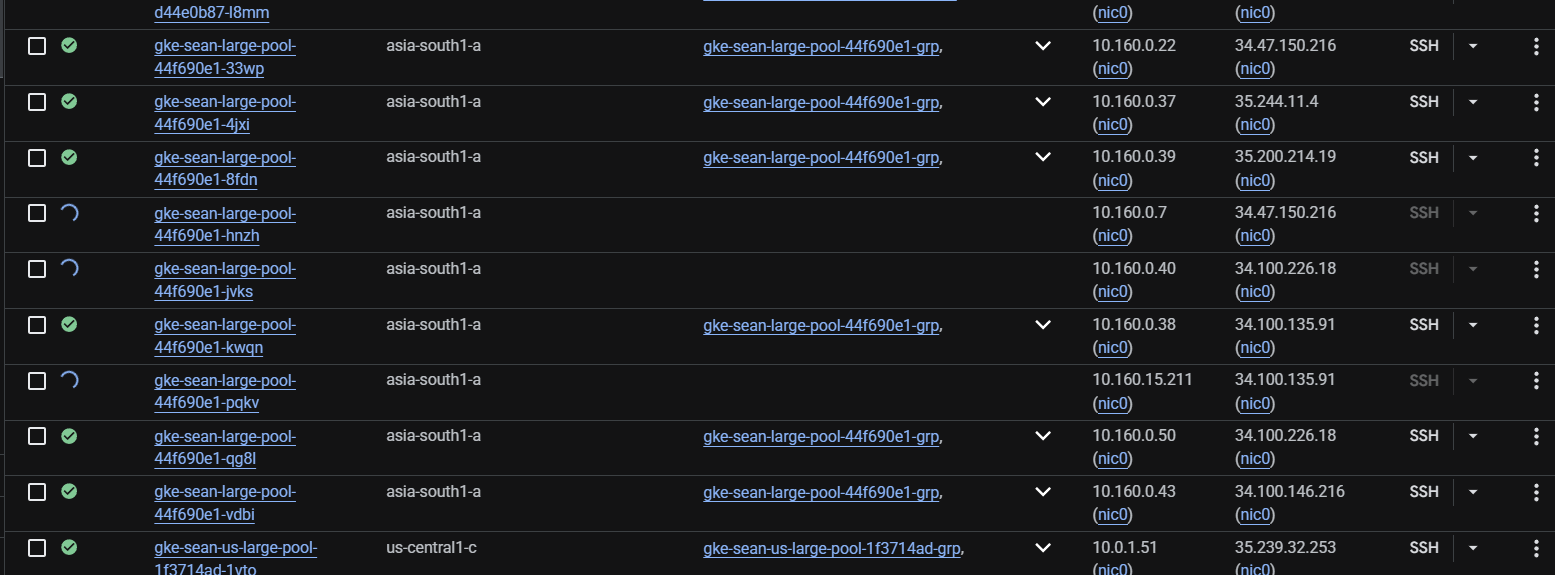 d44e0b87-l8mm (nic0) (nic0)
gke-sean-large-pool- asia-south1-a gke-sean-large-pool-44f690e1-grp, 10.160.0.22 34.47.150.216 SSH
44f690e1-33wp (nic0) (nic0)
gke-sean-large-pool- asia-south1-a gke-sean-large-pool-44f690e1-grp, 10.160.0.37 35.244.11.4 SSH
44f690e1-4jxi (nic0) (nic0)
gke-sean-large-pool- asia-south1-a gke-sean-large-pool-44f690e1-grp, 10.160.0.39 35.200.214.19 SSH
44f690e1-8fdn (nic0) (nic0)
gke-sean-large-pool- asia-south1-a 10.160.0.7 34.47.150.216 SSH
44f690e1-hnzh (nic0) (nic0)
gke-sean-large-pool- asia-south1-a 10.160.0.40 34.100.226.18 SSH
44f690e1-jvks (nic0) (nic0)
gke-sean-large-pool- asia-south1-a gke-sean-large-pool-44f690e1-grp, 10.160.0.38 34.100.135.91 SSH
44f690e1-kwqn (nic0) (nic0)
gke-sean-large-pool- asia-south1-a 10.160.15.211 34.100.135.91 SSH
44f690e1-pqkv (nic0) (nic0)
gke-sean-large-pool- asia-south1-a gke-sean-large-pool-44f690e1-grp, 10.160.0.50 34.100.226.18 SSH
44f690e1-qg8l (nic0) (nic0)
gke-sean-large-pool- asia-south1-a gke-sean-large-pool-44f690e1-grp, 10.160.0.43 34.100.146.216 SSH
44f690e1-vdbi (nic0) (nic0)
gke-sean-us-large-pool- us-central1-c gke-sean-us-large-pool-1f3714ad-grp, 10.0.1.51 35.239.32.253 SSH
1f3714ad-1vto (nic0) (nic0)